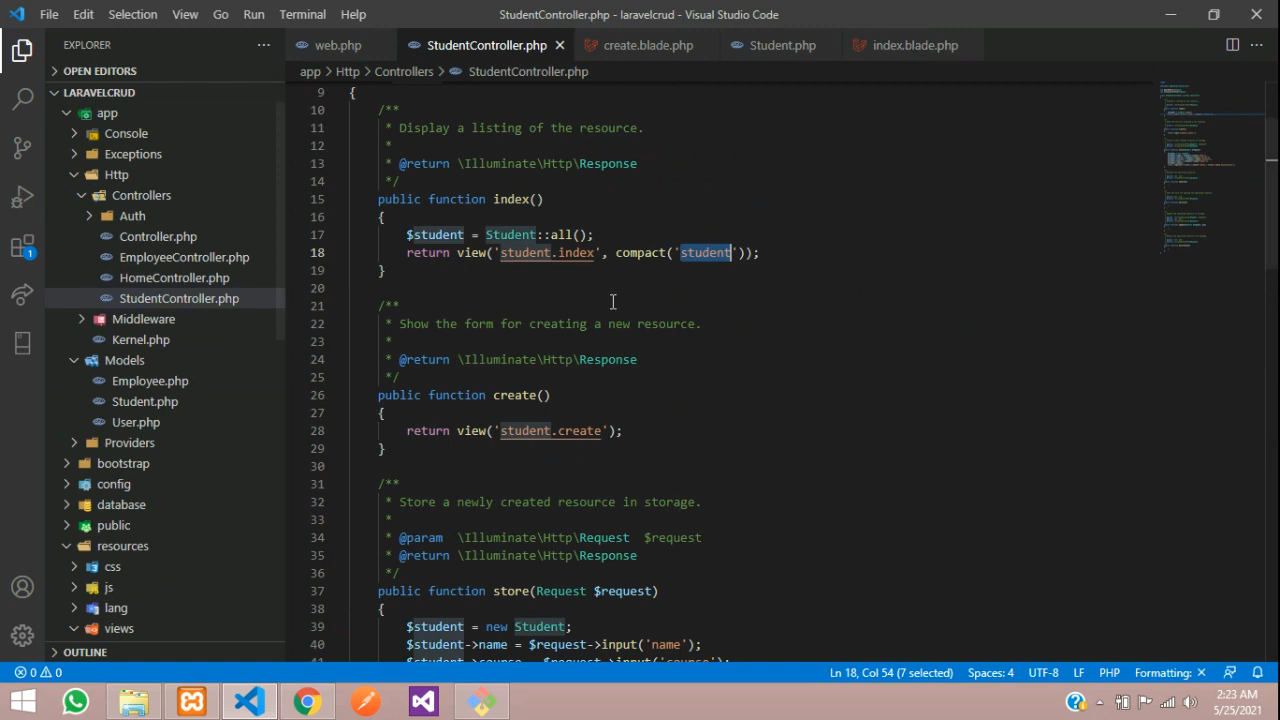 File Edit Selection View Go Run Terminal Help StudentController.php - laravelcrud - Visual Studio Code
EXPLORER
web.php StudentController.php create.blade.php Student.php index.blade.php
app > Http > Controllers > StudentController.php
OPEN EDITORS
LARAVELCRUD
app
Console
Exceptions
Http
Controllers
Auth
Controller.php
EmployeeController.php
HomeController.php
StudentController.php
Middleware
Kernel.php
Models
Employee.php
Student.php
User.php
Providers
bootstrap
config
database
public
resources
css
js
lang
views
OUTLINE
9 {
10 /**
11 * Display a listing of the resource.
12 *
13 * @return \Illuminate\Http\Response
14 */
15 public function index()
16 {
17 $student = Student::all();
18 return view('student.index', compact('student'));
19 }
20
21 /**
22 * Show the form for creating a new resource.
23 *
24 * @return \Illuminate\Http\Response
25 */
26 public function create()
27 {
28 return view('student.create');
29 }
30
31 /**
32 * Store a newly created resource in storage.
33 *
34 * @param \Illuminate\Http\Request $request
35 * @return \Illuminate\Http\Response
36 */
37 public function store(Request $request)
38 {
39 $student = new Student;
40 $student->name = $request->input('name');
41 $student->course = $request->input('course');
1
0 0 Ln 18, Col 54 (7 selected) Spaces: 4 UTF-8 LF PHP Formatting: ×
2:23 AM
5/25/2021